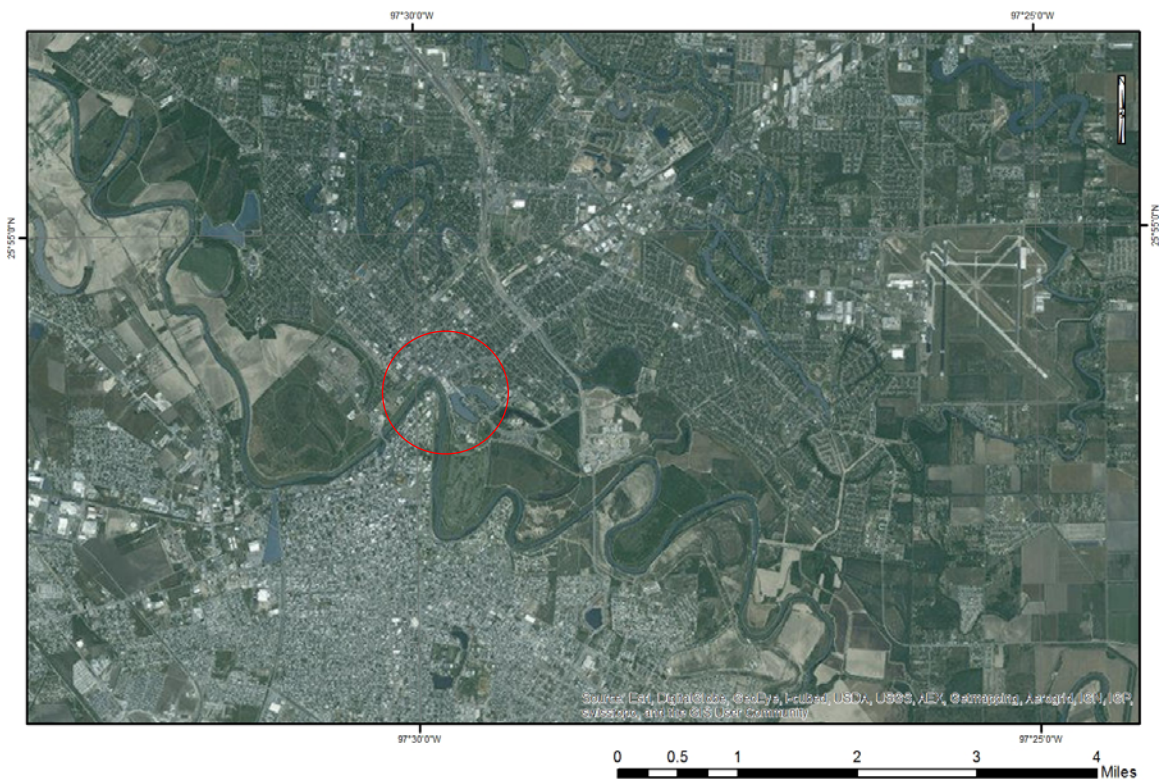 97°30'0"W 97°25'0"W
25°55'0"N 25°55'0"N
Source: Esri, DigitalGlobe, GeoEye, i-cubed, USDA, USGS, AEX, Getmapping, Aerogrid, IGN, IGP,
swisstopo, and the GIS User Community
97°30'0"W 97°25'0"W
0 0.5 1 2 3 4
Miles